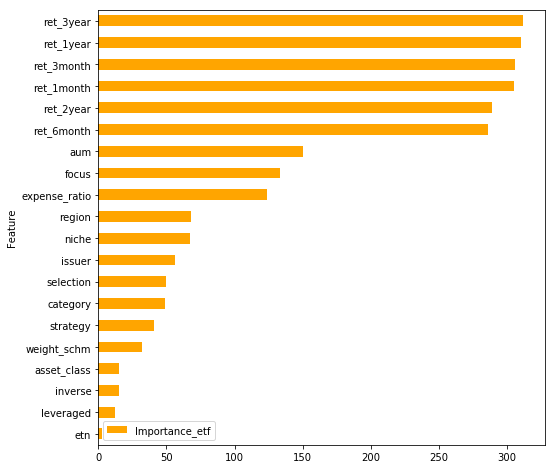 ret_3year
ret_1year
ret_3month
ret_1month
ret_2year
ret_6month
aum
focus
expense_ratio
region
niche
issuer
selection
category
strategy
weight_schm
asset_class
inverse
leveraged
etn
Feature
Importance_etf
0 50 100 150 200 250 300